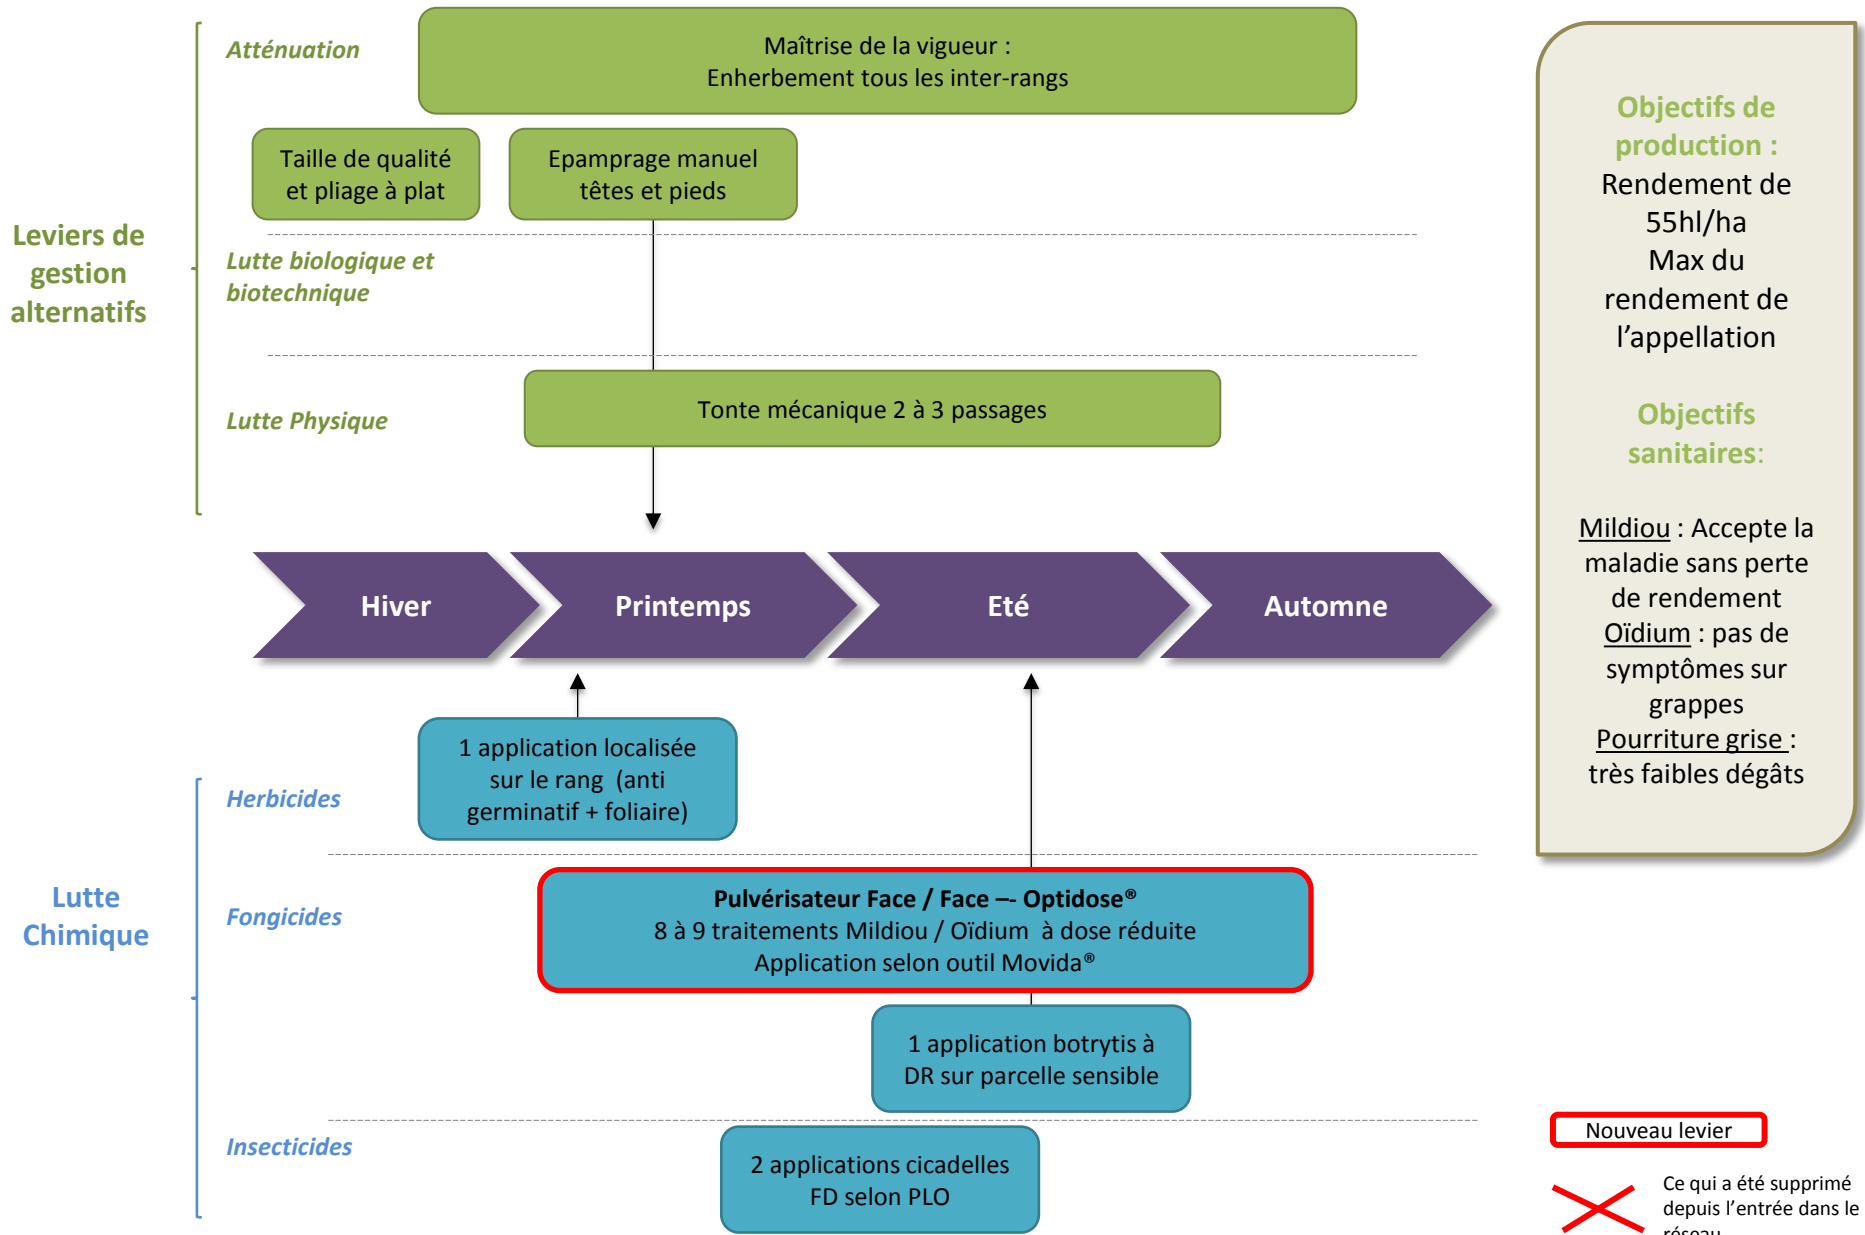 Atténuation
Maîtrise de la vigueur :
Enherbement tous les inter-rangs
Taille de qualité
et pliage à plat
Epamprage manuel
têtes et pieds
Leviers de
gestion
alternatifs
Lutte biologique et
biotechnique
Lutte Physique
Tonte mécanique 2 à 3 passages
Hiver
Printemps
Eté
Automne
1 application localisée
sur le rang (anti
germinatif + foliaire)
Herbicides
Lutte
Chimique
Fongicides
Pulvérisateur Face / Face –- Optidose®
8 à 9 traitements Mildiou / Oïdium à dose réduite
Application selon outil Movida®
1 application botrytis à
DR sur parcelle sensible
Insecticides
2 applications cicadelles
FD selon PLO
Objectifs de
production :
Rendement de
55hl/ha
Max du
rendement de
l’appellation
Objectifs
sanitaires:
Mildiou : Accepte la
maladie sans perte
de rendement
Oïdium : pas de
symptômes sur
grappes
Pourriture grise :
très faibles dégâts
Nouveau levier
Ce qui a été supprimé
depuis l’entrée dans le
réseau